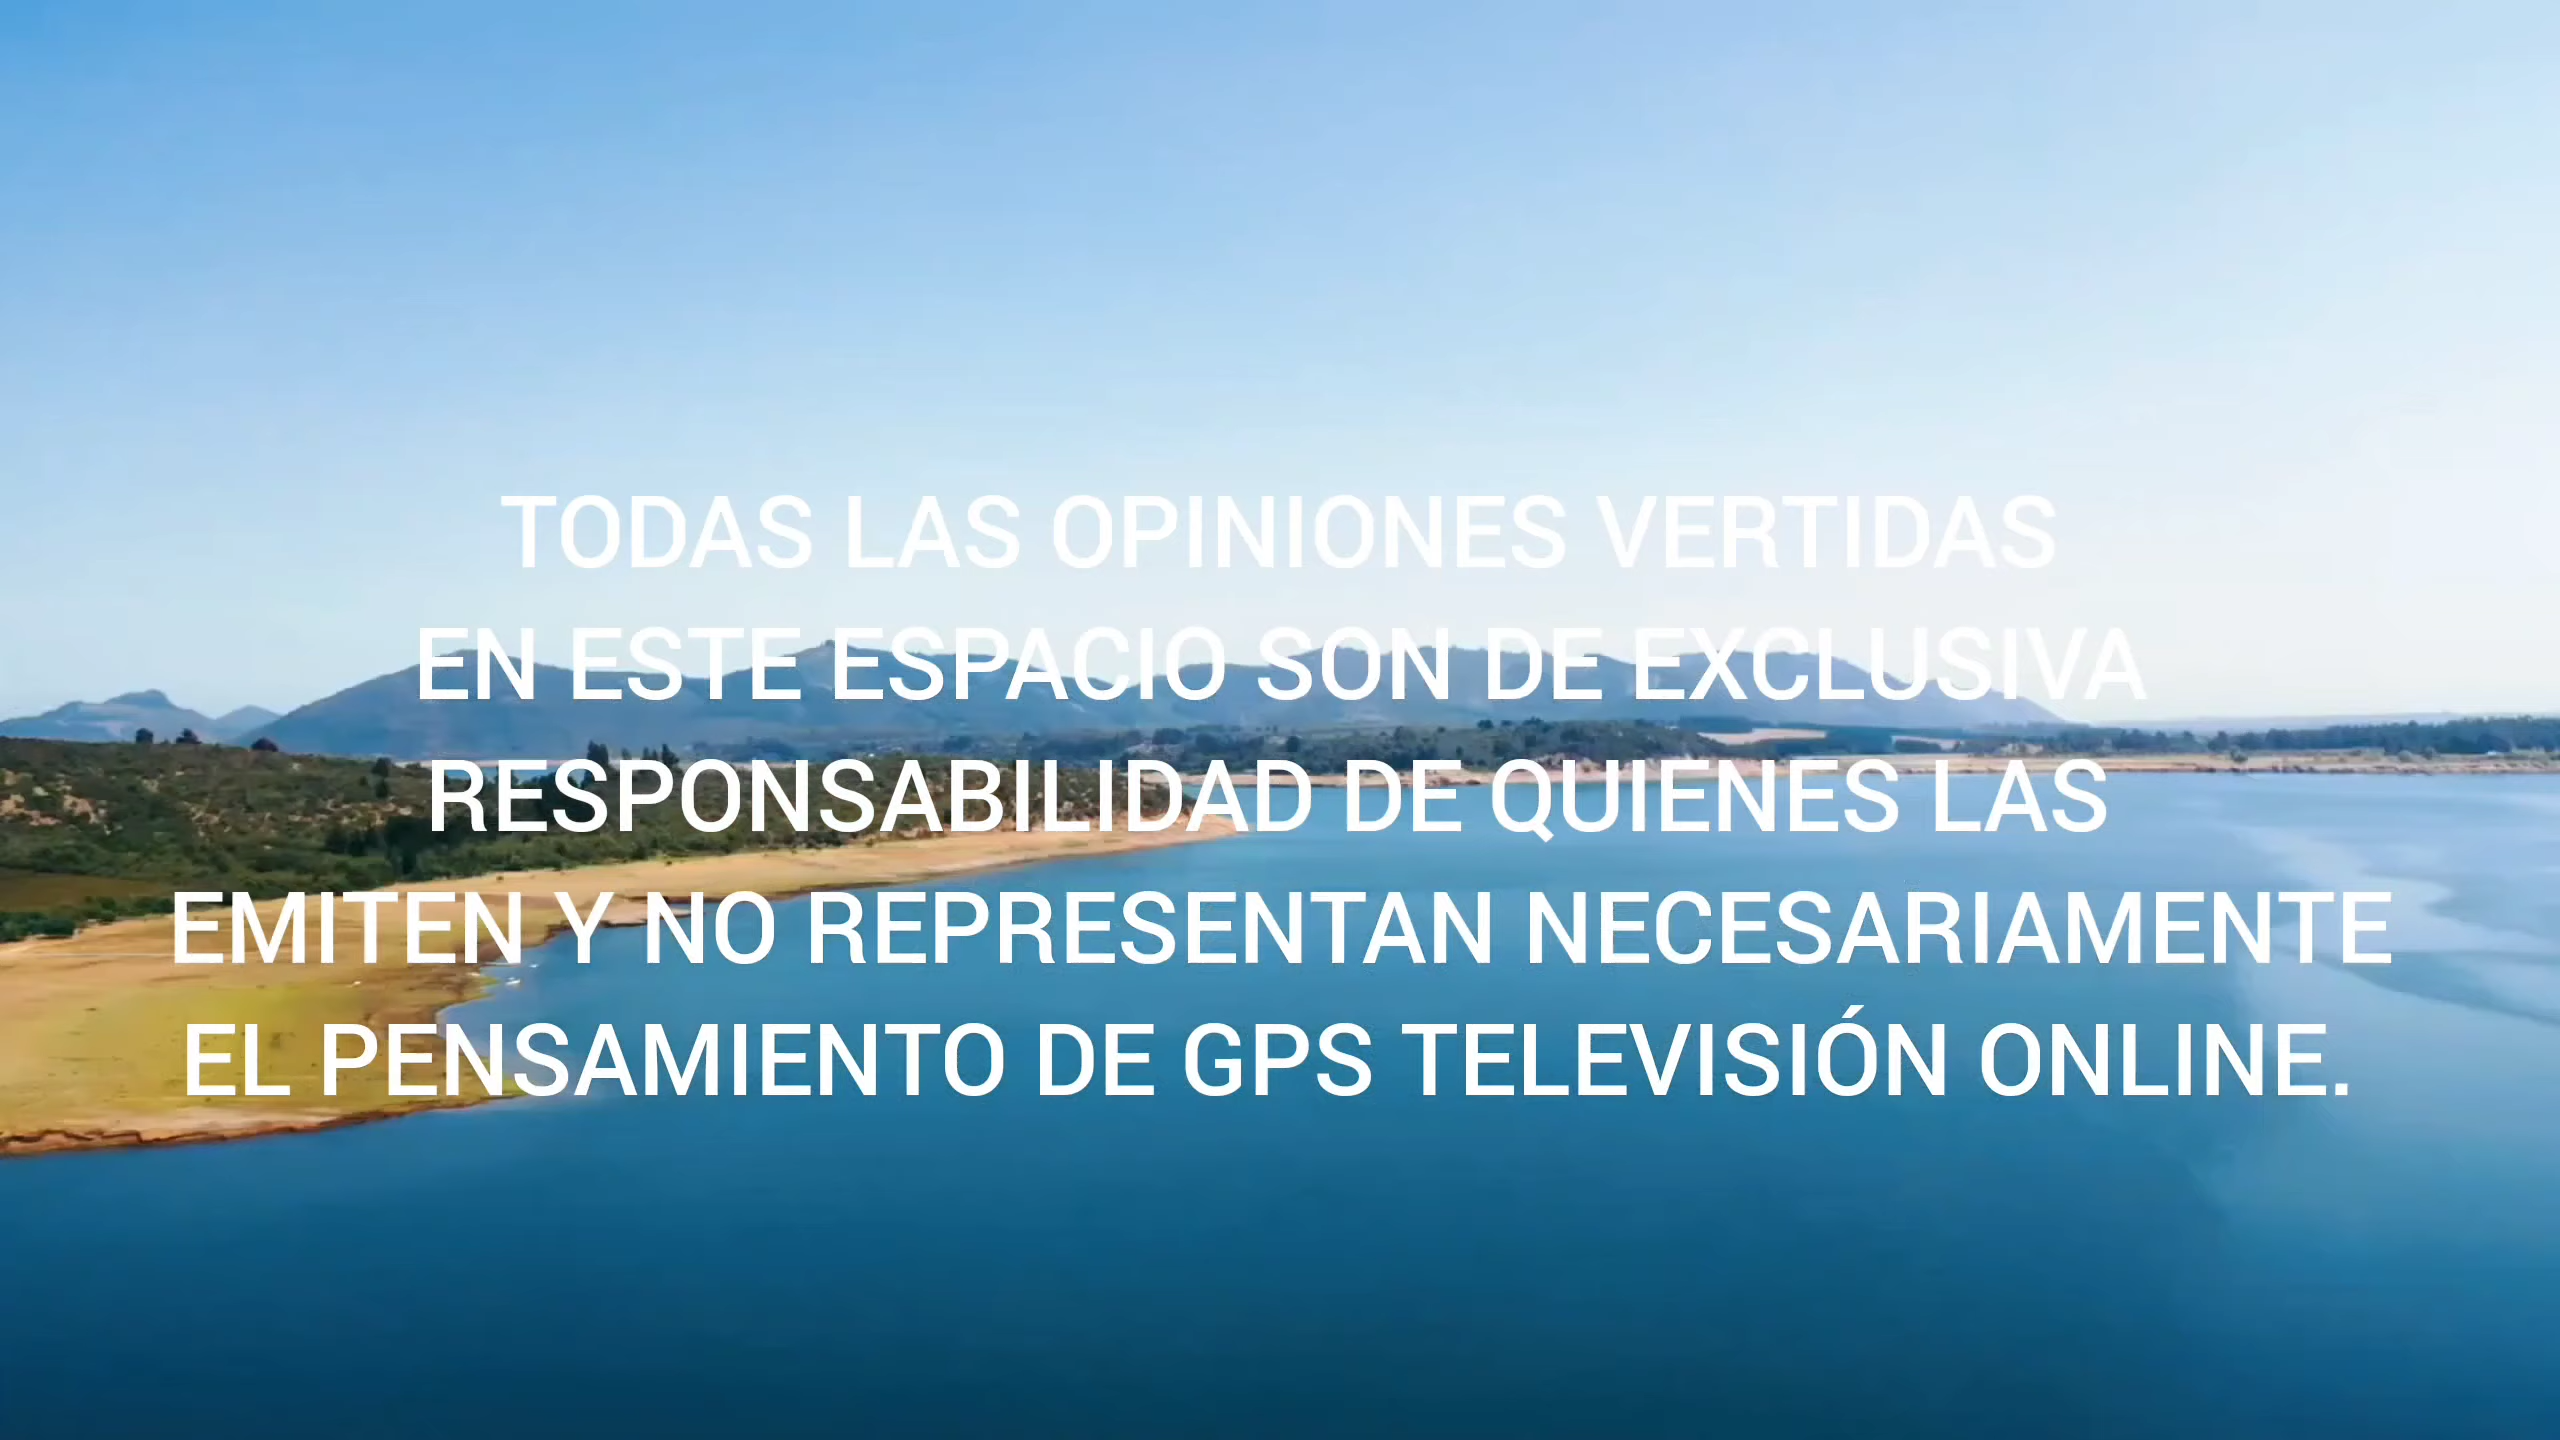 TODAS LAS OPINIONES VERTIDAS
EN ESTE ESPACIO SON DE EXCLUSIVA
RESPONSABILIDAD DE QUIENES LAS
EMITEN Y NO REPRESENTAN NECESARIAMENTE
EL PENSAMIENTO DE GPS TELEVISIÓN ONLINE.